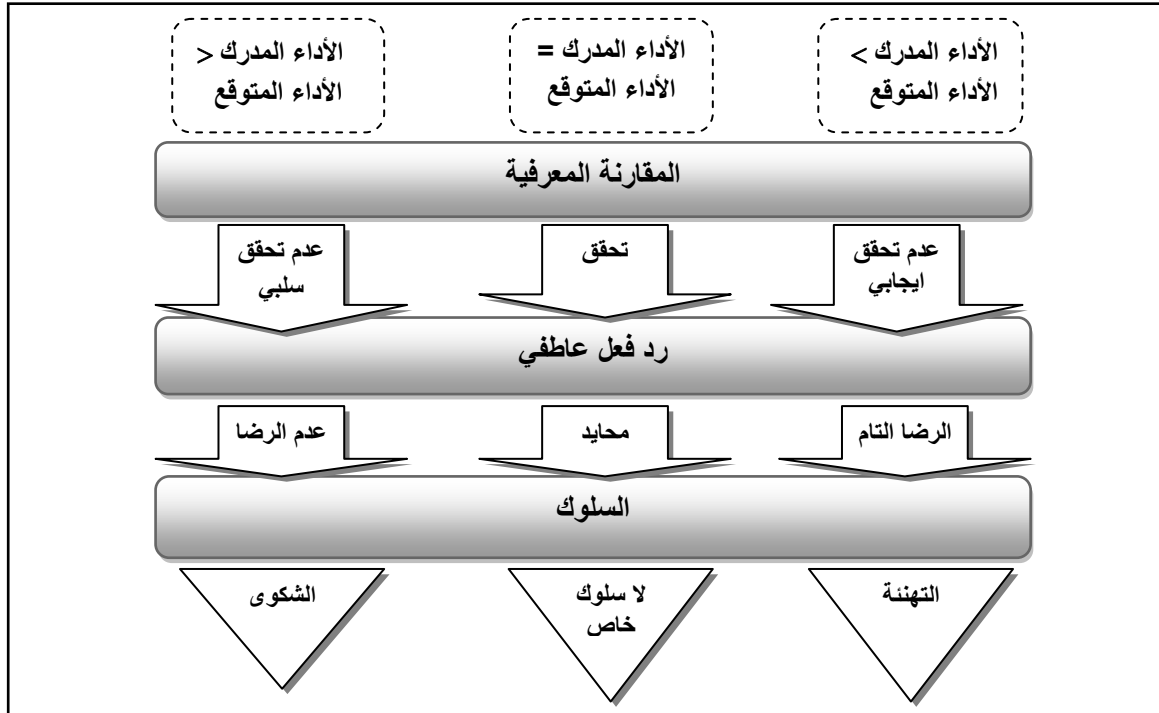 الأداء المدرك >
الأداء المتوقع
الأداء المدرك =
الأداء المتوقع
الأداء المدرك <
الأداء المتوقع
المقارنة المعرفية
عدم تحقق
ايجابي
تحقق
عدم تحقق
سلبي
رد فعل عاطفي
الرضا التام
محايد
عدم الرضا
السلوك
التهنئة
لا سلوك
خاص
الشكوى